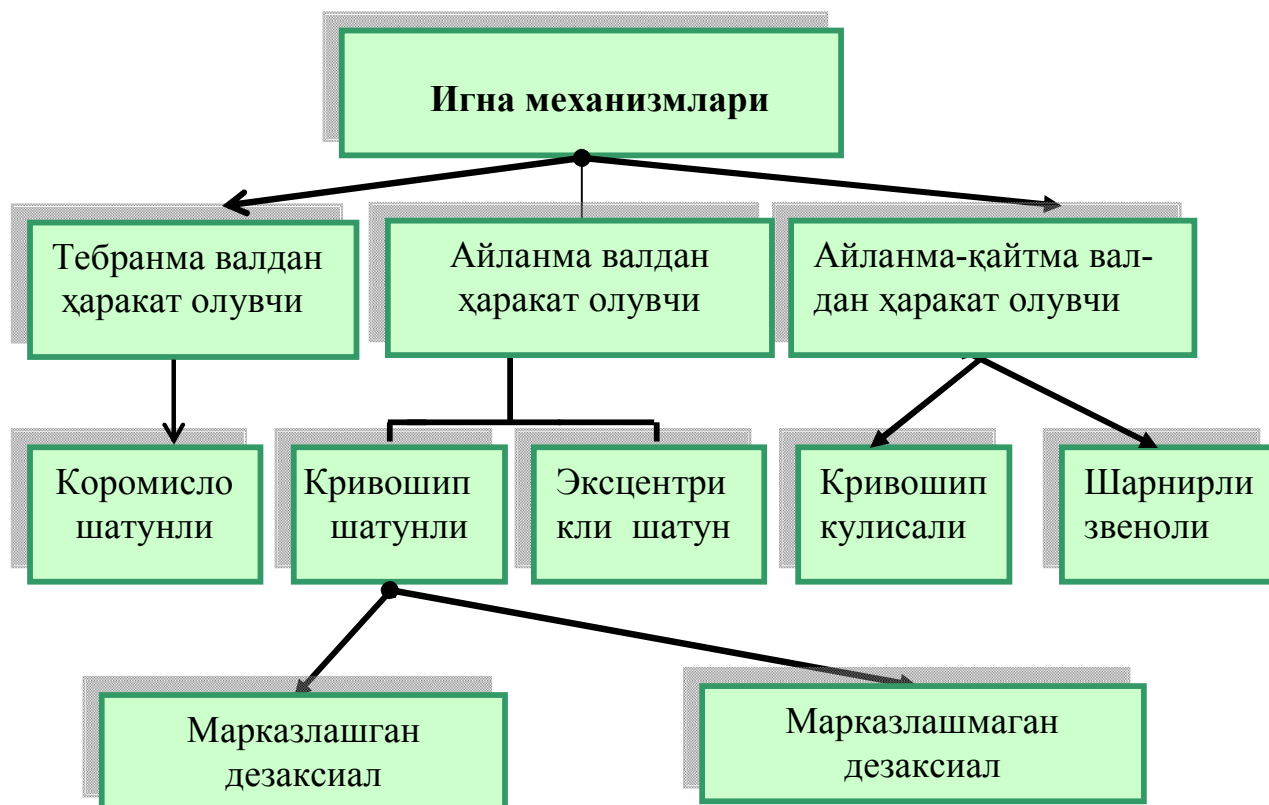 Игна механизмлари
Тебранма валдан
ҳаракат олувчи
Айланма валдан
ҳаракат олувчи
Айланма-қайтма вал-
дан ҳаракат олувчи
Коромисло
шатунли
Кривошип
шатунли
Эксцентри
кли шатун
Кривошип
кулисали
Шарнирли
звеноли
Марказлашган
дезаксиал
Марказлашмаган
дезаксиал